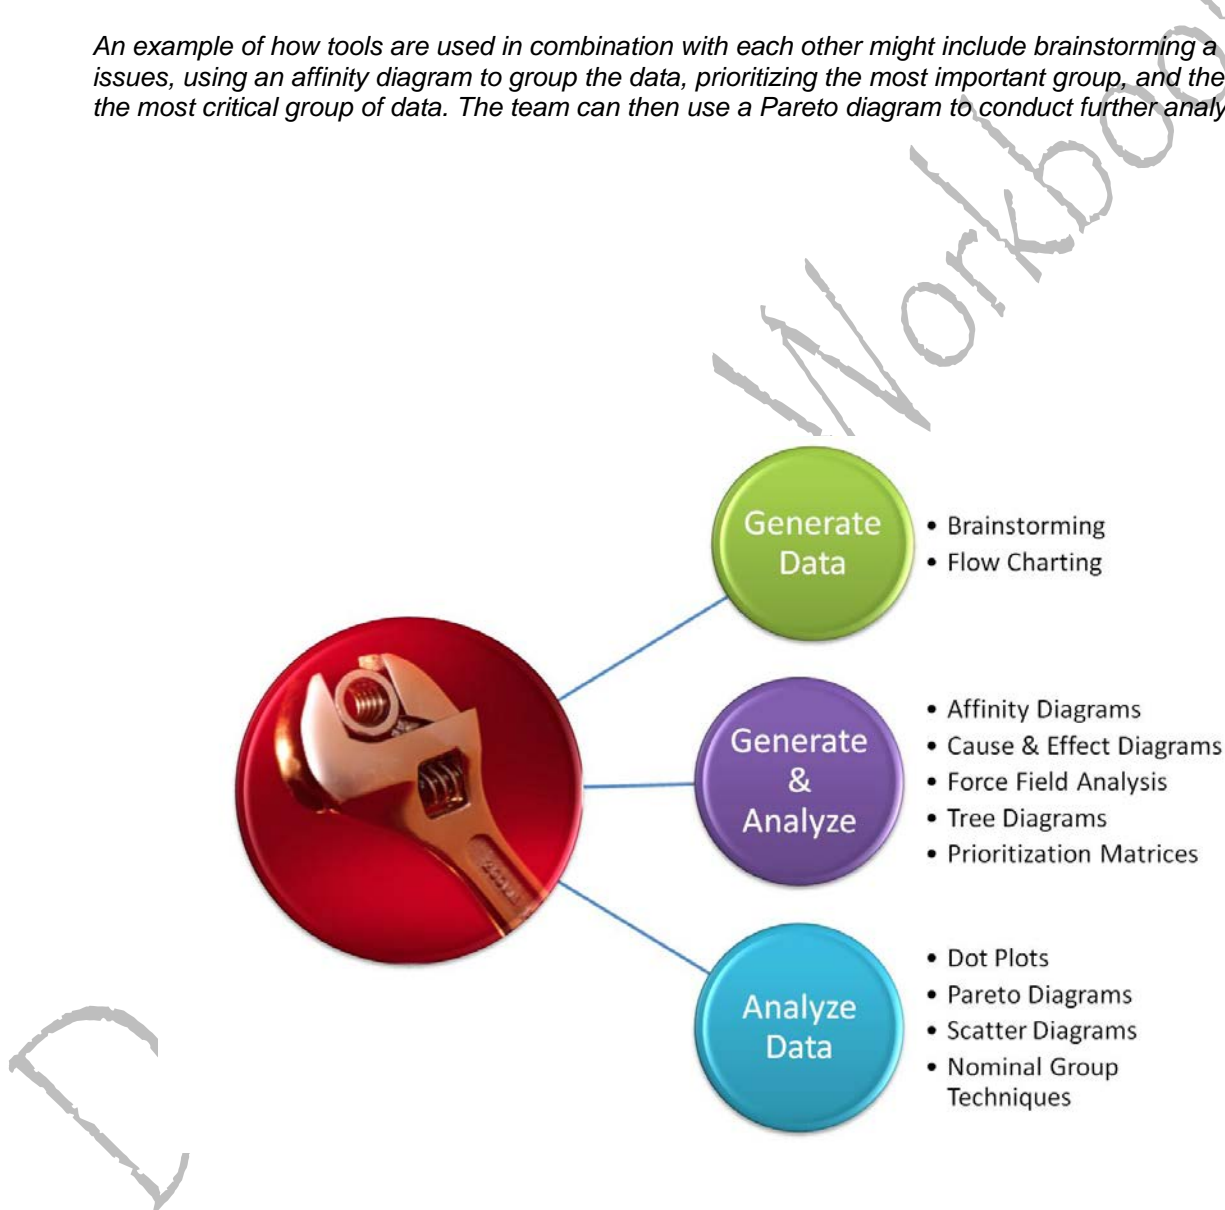 An example of how tools are used in combination with each other might include brainstorming a
issues, using an affinity diagram to group the data, prioritizing the most important group, and the
the most critical group of data. The team can then use a Pareto diagram to conduct further analy
Workboo
Generate
Data
• Brainstorming
• Flow Charting
Generate
&
Analyze
• Affinity Diagrams
• Cause & Effect Diagrams
• Force Field Analysis
• Tree Diagrams
• Prioritization Matrices
Analyze
Data
• Dot Plots
• Pareto Diagrams
• Scatter Diagrams
• Nominal Group
Techniques